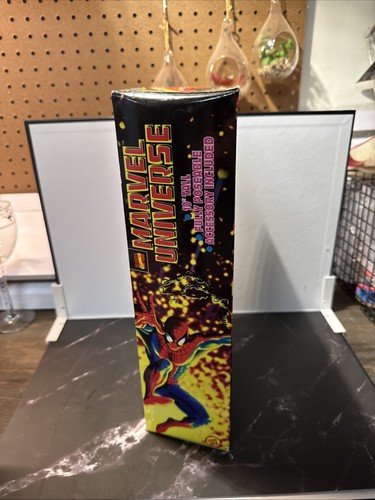 MARVEL
UNIVERSE
10" TALL
FULLY POSEABLE
ACCESSORY INCLUDED